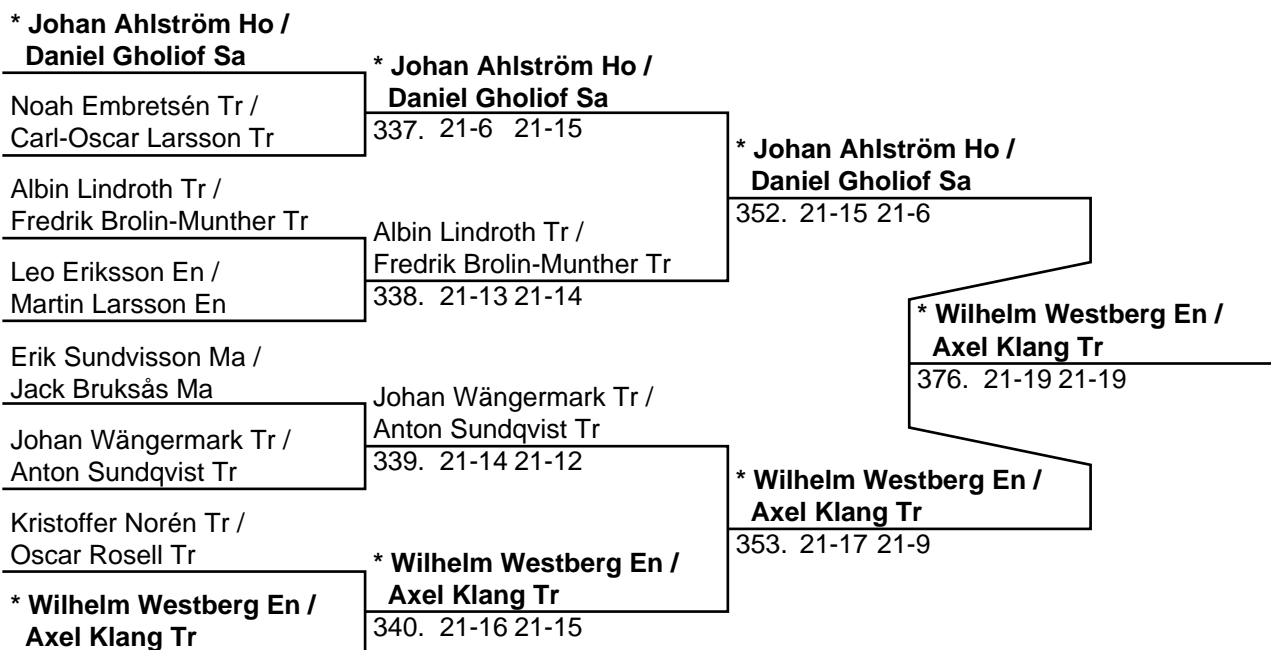 * Johan Ahlström Ho /
Daniel Gholiof Sa
Noah Embretsén Tr /
Carl-Oscar Larsson Tr
Albin Lindroth Tr /
Fredrik Brolin-Munther Tr
Leo Eriksson En /
Martin Larsson En
Erik Sundvisson Ma /
Jack Bruksås Ma
Johan Wängermark Tr /
Anton Sundqvist Tr
Kristoffer Norén Tr /
Oscar Rosell Tr
* Wilhelm Westberg En /
Axel Klang Tr
* Johan Ahlström Ho /
Daniel Gholiof Sa
337. 21-6 21-15
Albin Lindroth Tr /
Fredrik Brolin-Munther Tr
338. 21-13 21-14
Johan Wängermark Tr /
Anton Sundqvist Tr
339. 21-14 21-12
* Wilhelm Westberg En /
Axel Klang Tr
340. 21-16 21-15
* Johan Ahlström Ho /
Daniel Gholiof Sa
352. 21-15 21-6
* Wilhelm Westberg En /
Axel Klang Tr
353. 21-17 21-9
* Wilhelm Westberg En /
Axel Klang Tr
376. 21-19 21-19